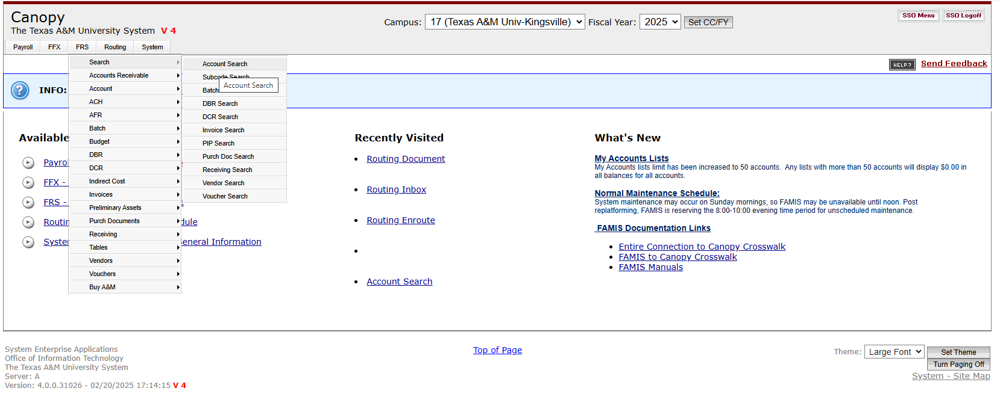 Canopy
The Texas A&M University System V 4
Campus: 17 (Texas A&M Univ-Kingsville) Fiscal Year: 2025 Set CC/FY
SSO Menu SSO Logoff
Payroll FFX FRS Routing System
HELP? Send Feedback
INFO:
Search
Accounts Receivable
Account
ACH
AFR
Batch
Budget
DBR
DCR
Indirect Cost
Invoices
Preliminary Assets
Purch Documents
Receiving
Tables
Vendors
Vouchers
Buy A&M
Account Search
Subcode Search
Batch
Account Search
DBR Search
DCR Search
Invoice Search
PIP Search
Purch Doc Search
Receiving Search
Vendor Search
Voucher Search
Available
Payro
FFX -
FRS -
Routin dule
Syste General Information
Recently Visited
Routing Document
Routing Inbox
Routing Enroute
Account Search
What's New
My Accounts Lists
My Accounts lists limit has been increased to 50 accounts. Any lists with more than 50 accounts will display $0.00 in
all balances for all accounts.
Normal Maintenance Schedule:
System maintenance may occur on Sunday mornings, so FAMIS may be unavailable until noon. Post
replatforming, FAMIS is reserving the 8:00-10:00 evening time period for unscheduled maintenance.
FAMIS Documentation Links
Entire Connection to Canopy Crosswalk
FAMIS to Canopy Crosswalk
FAMIS Manuals
System Enterprise Applications
Office of Information Technology
The Texas A&M University System
Server: A
Version: 4.0.0.31026 - 02/20/2025 17:14:15 V 4
Top of Page
Theme: Large Font Set Theme
Turn Paging Off
System - Site Map